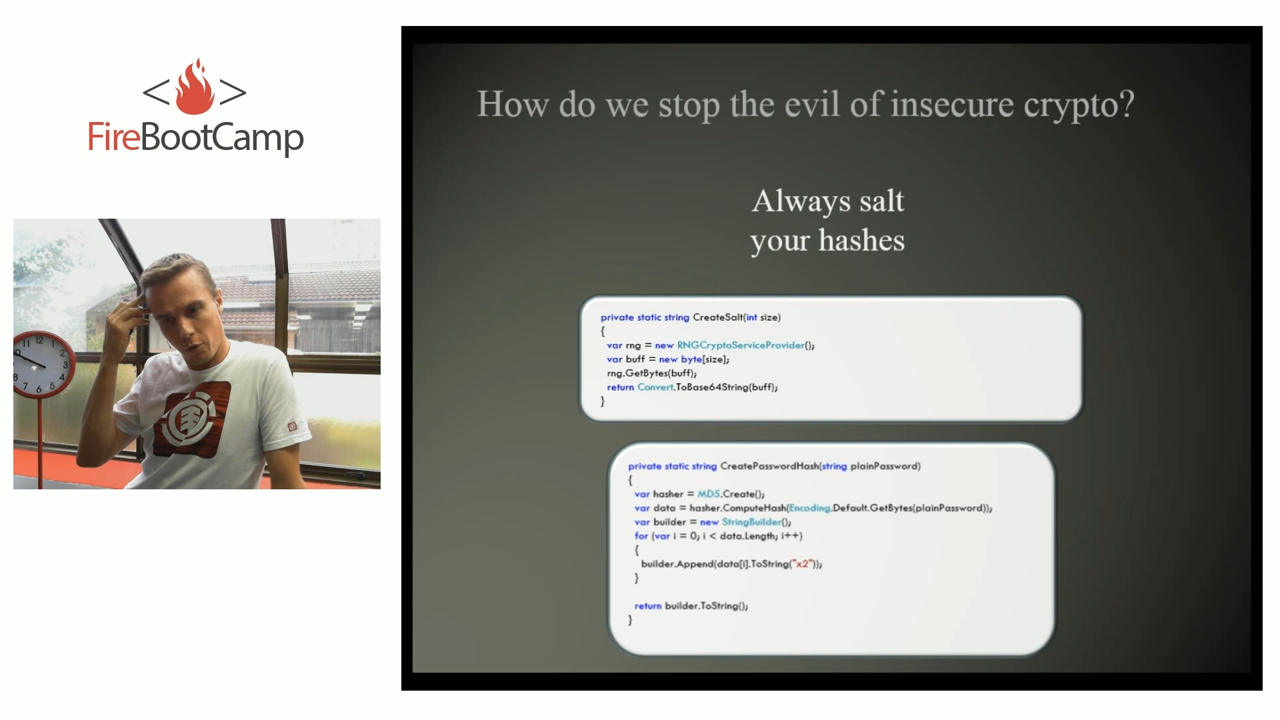 <>
FireBootCamp
How do we stop the evil of insecure crypto?
Always salt
your hashes
private static string CreateSalt(int size)
{
var rng = new RNGCryptoServiceProvider();
var buff = new byte[size];
rng.GetBytes(buff);
return Convert.ToBase64String(buff);
}
private static string CreatePasswordHash(string plainPassword)
{
var hasher = MD5.Create();
var data = hasher.ComputeHash(Encoding.Default.GetBytes(plainPassword));
var builder = new StringBuilder();
for (var i = 0; i < data.Length; i++)
{
builder.Append(data[i].ToString("x2"));
}
return builder.ToString();
}